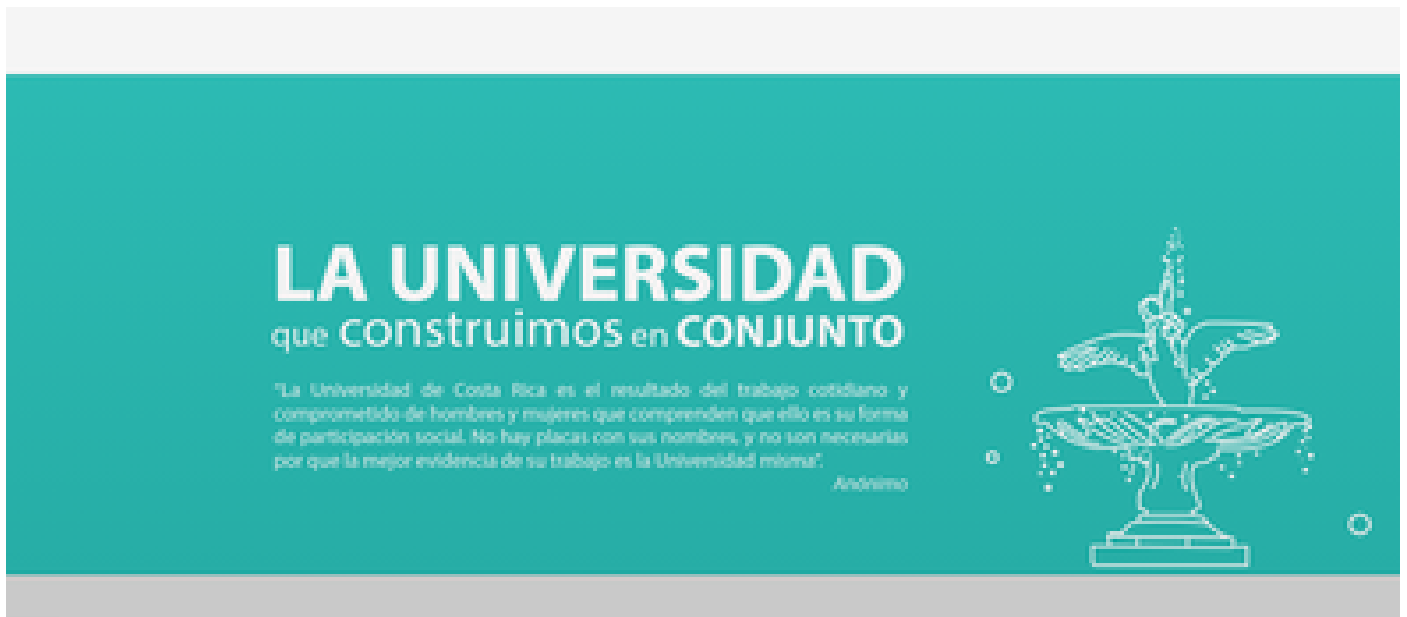 LA UNIVERSIDAD
que construimos en CONJUNTO
"La Universidad de Costa Rica es el resultado del trabajo cotidiano y
comprometido de hombres y mujeres que comprenden que ello es su forma
de participación social. No hay placas con sus nombres, y no son necesarias
por que la mejor evidencia de su trabajo es la Universidad misma".
Anónimo